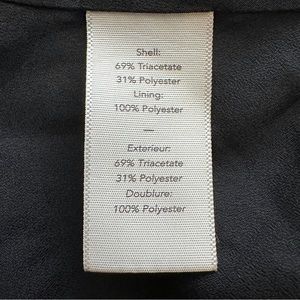 Shell:
69% Triacetate
31% Polyester
Lining:
100% Polyester
—
Exterieur:
69% Triacetate
31% Polyester
Doublure:
100% Polyester